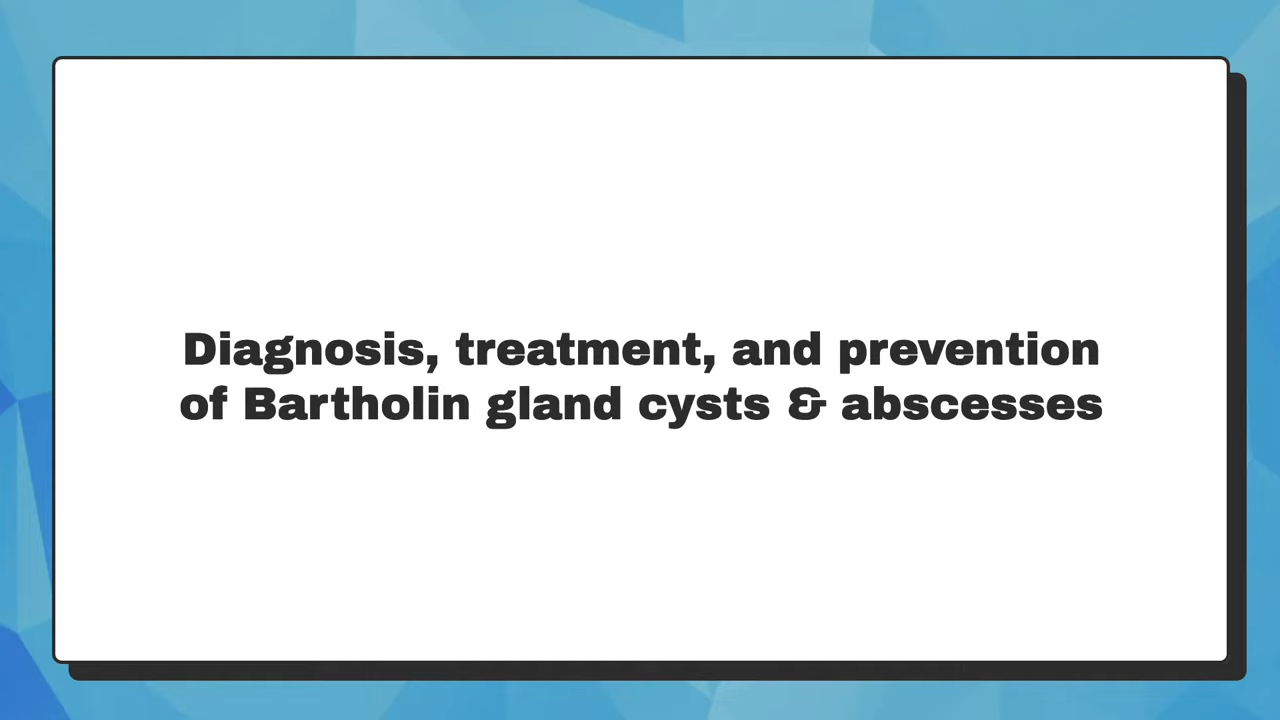 Diagnosis, treatment, and prevention
of Bartholin gland cysts & abscesses